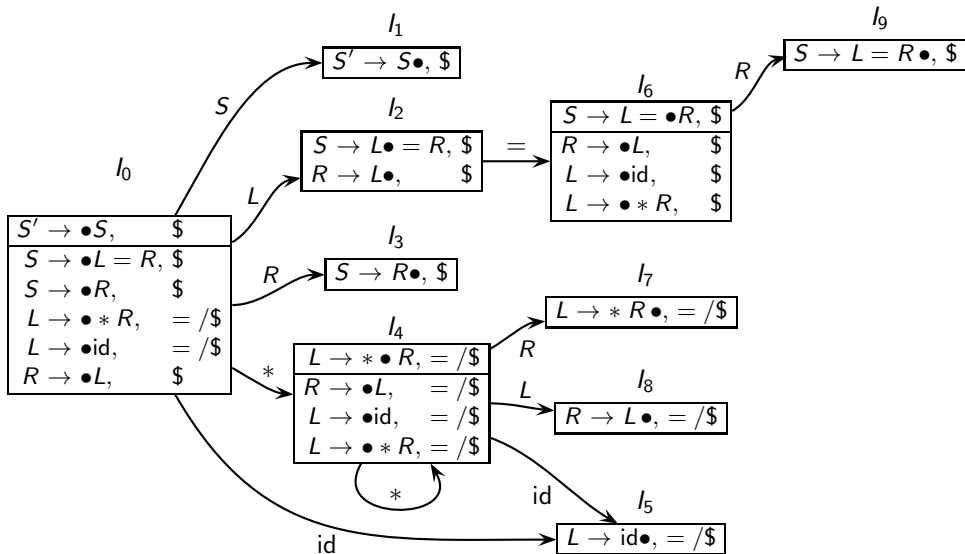 I₁
S' → S•, $
I₉
S → L = R •, $
R
I₆
S → L = •R, $
R → •L, $
L → •id, $
L → • * R, $
S
I₂
S → L• = R, $
R → L•, $
=
I₀
S' → •S, $
S → •L = R, $
S → •R, $
L → • * R, = /$
L → •id, = /$
R → •L, $
L
I₃
S → R•, $
R
I₇
L → * R •, = /$
R
I₄
L → * • R, = /$
R → •L, = /$
L → •id, = /$
L → • * R, = /$
*
L
I₈
R → L •, = /$
*
id
I₅
L → id•, = /$
id